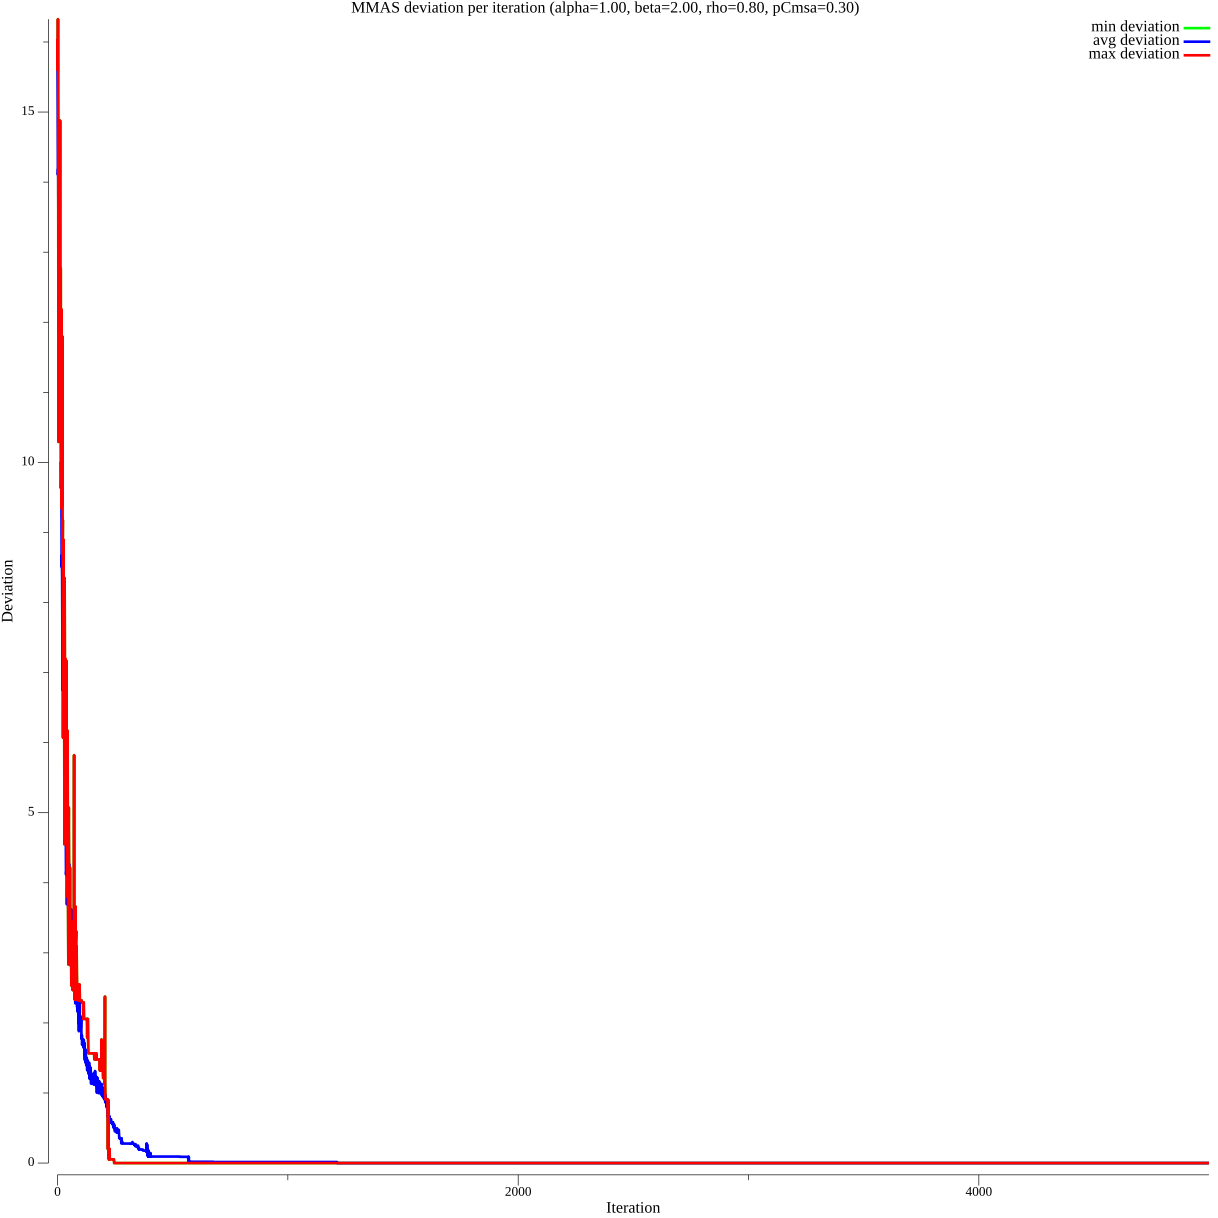 MMAS deviation per iteration (alpha=1.00, beta=2.00, rho=0.80, pCmsa=0.30)
min deviation
avg deviation
max deviation
15
10
5
0
Deviation
0
2000
4000
Iteration